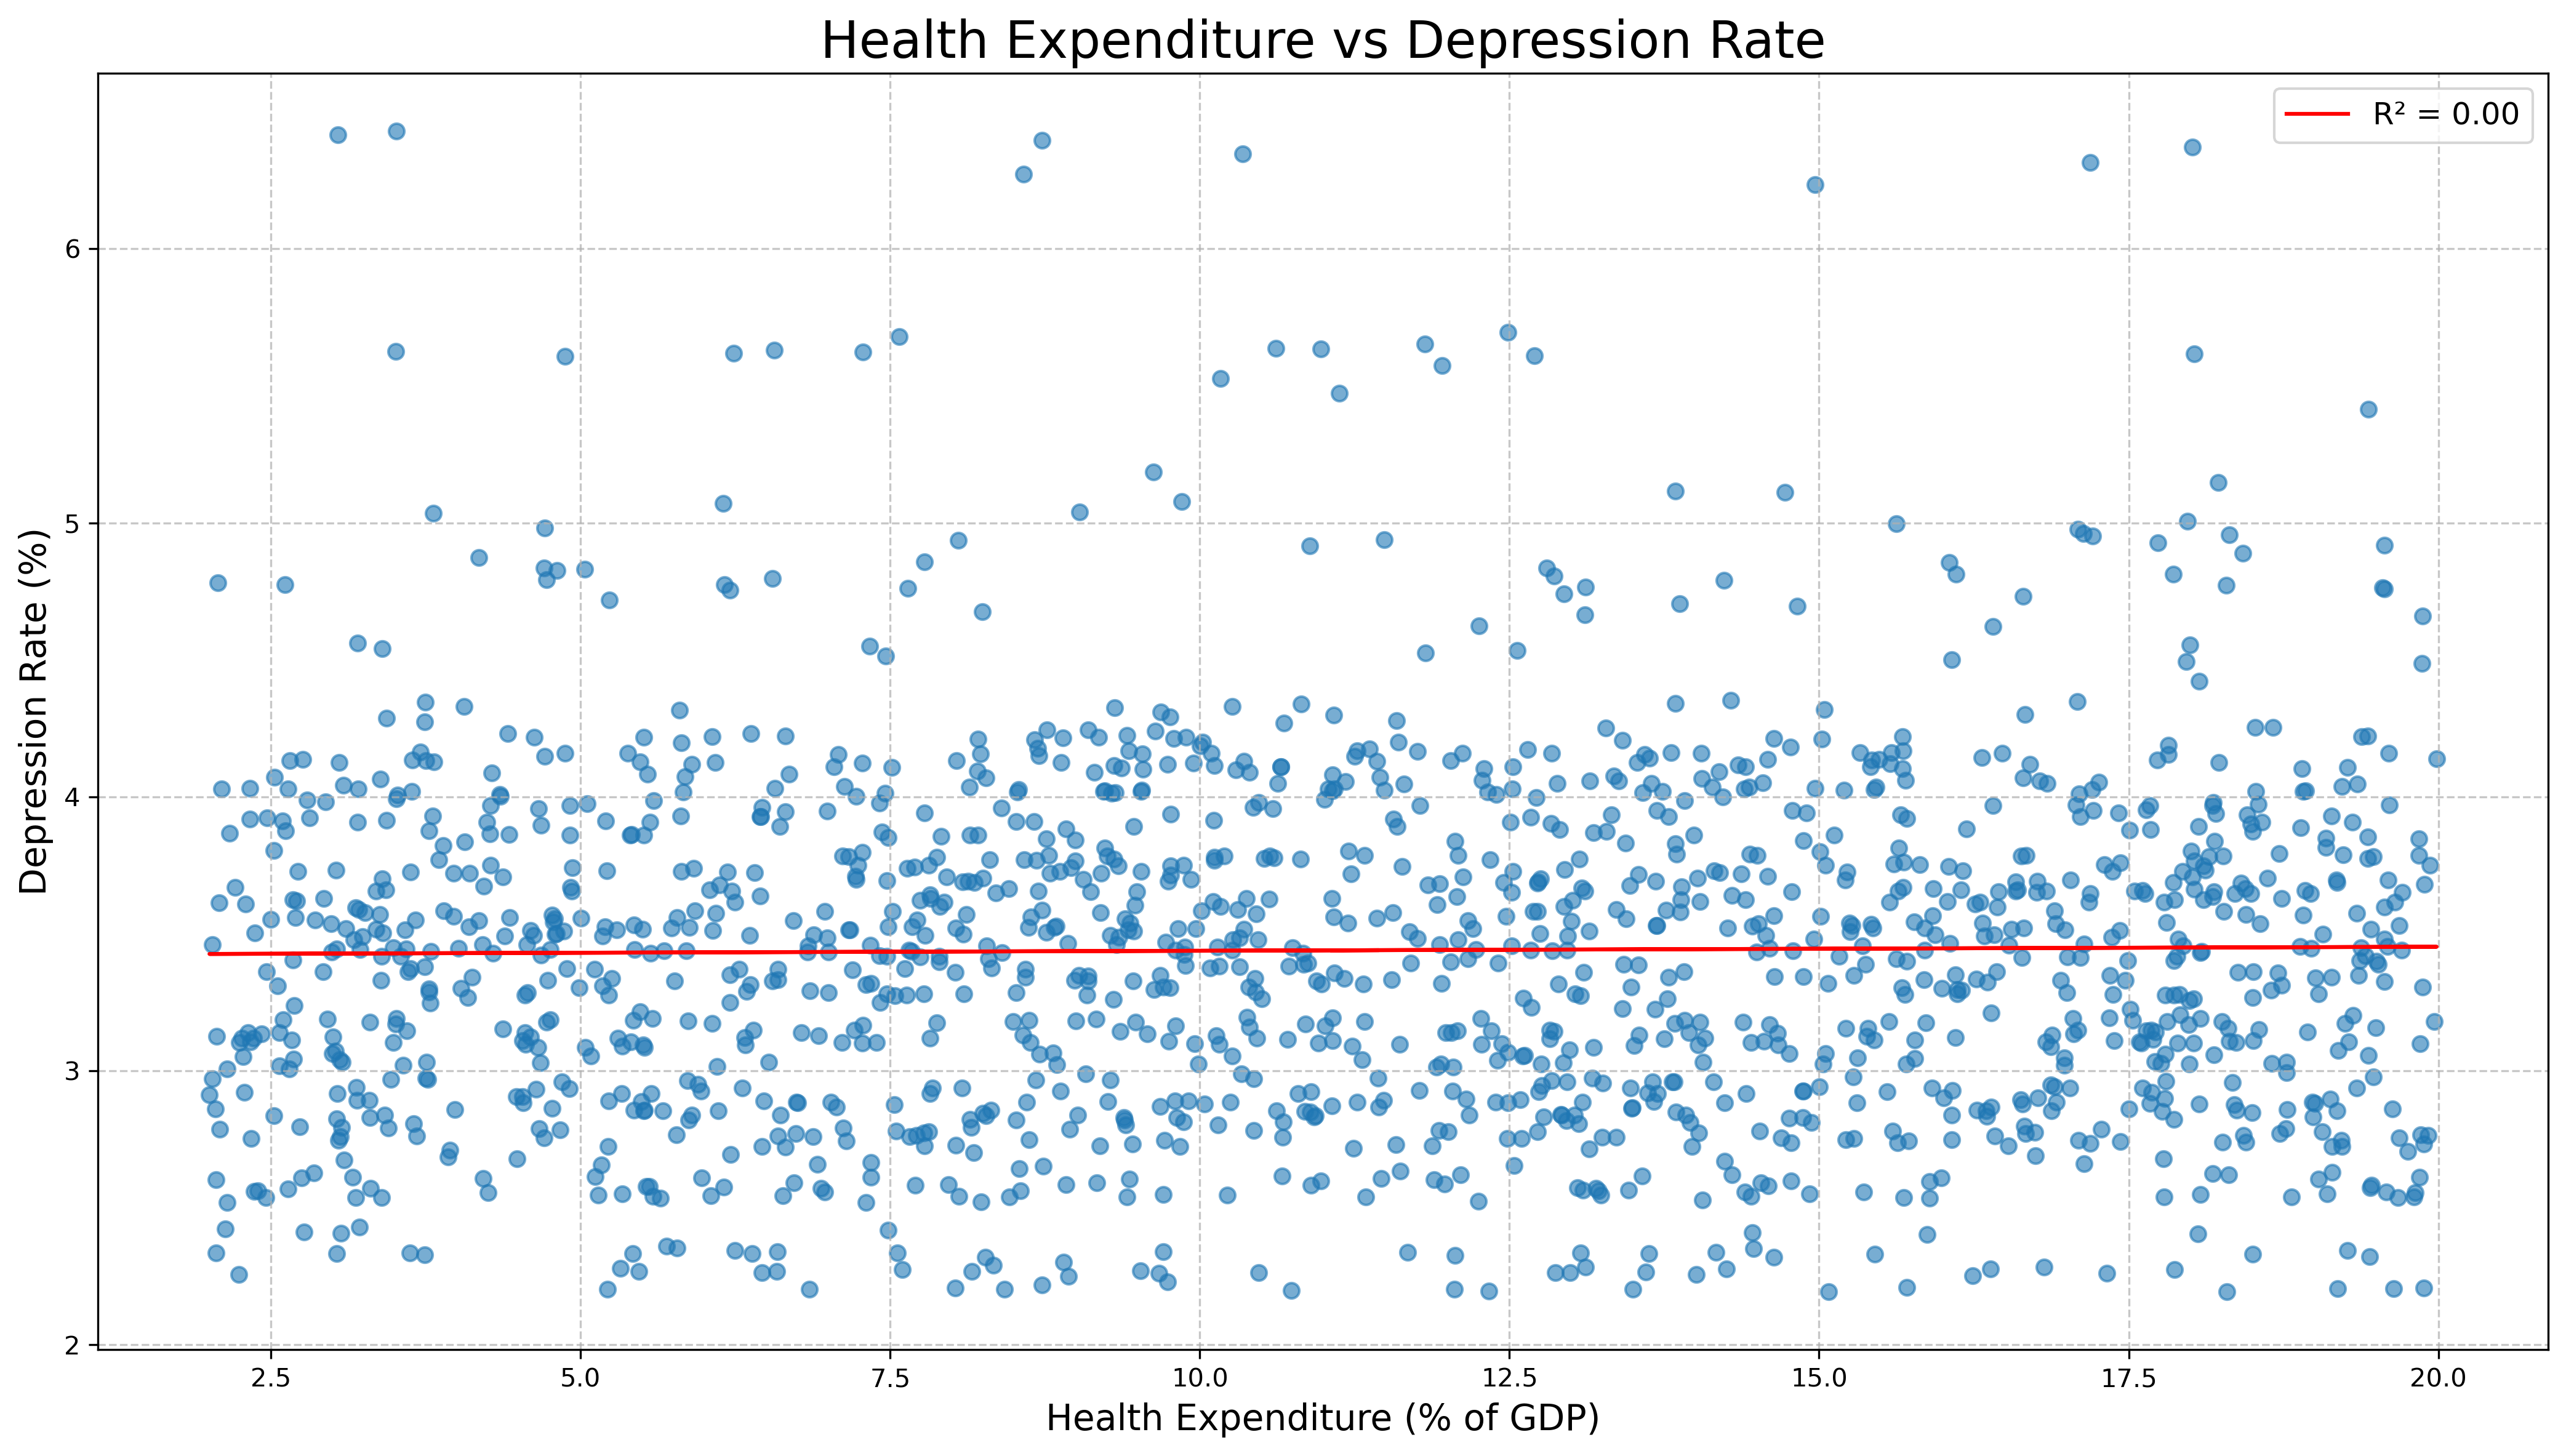 Health Expenditure vs Depression Rate
R² = 0.00
Depression Rate (%)
6
5
4
3
2
2.5 5.0 7.5 10.0 12.5 15.0 17.5 20.0
Health Expenditure (% of GDP)